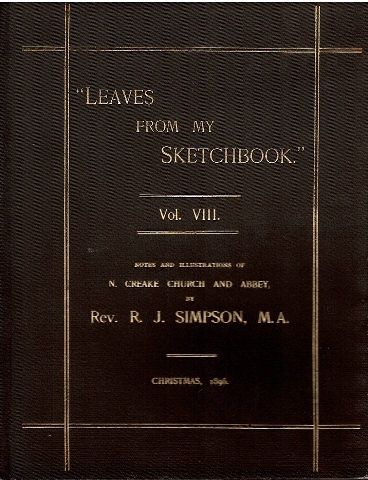 "LEAVES
FROM MY
SKETCHBOOK."
Vol. VIII.
NOTES AND ILLUSTRATIONS OF
N. CREAKE CHURCH AND ABBEY,
BY
REV. R. J. SIMPSON, M.A.
CHRISTMAS, 1896.